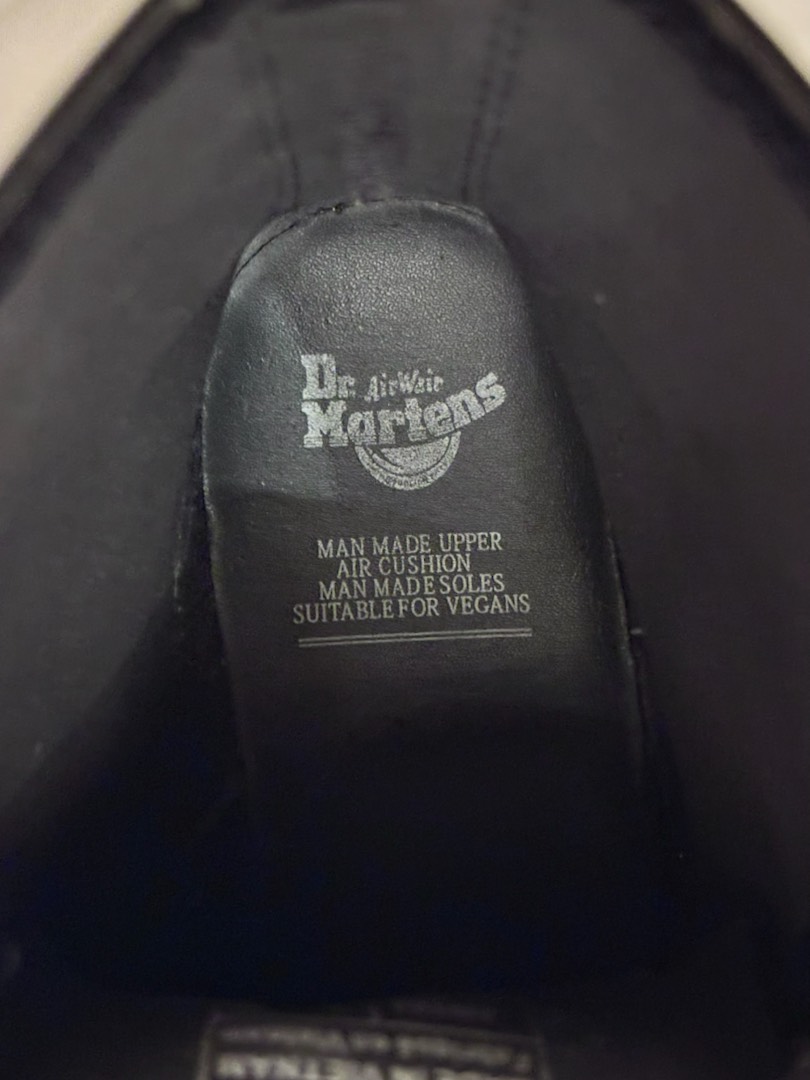 Dr. AirWair
Martens
MAN MADE UPPER
AIR CUSHION
MAN MADE SOLES
SUITABLE FOR VEGANS